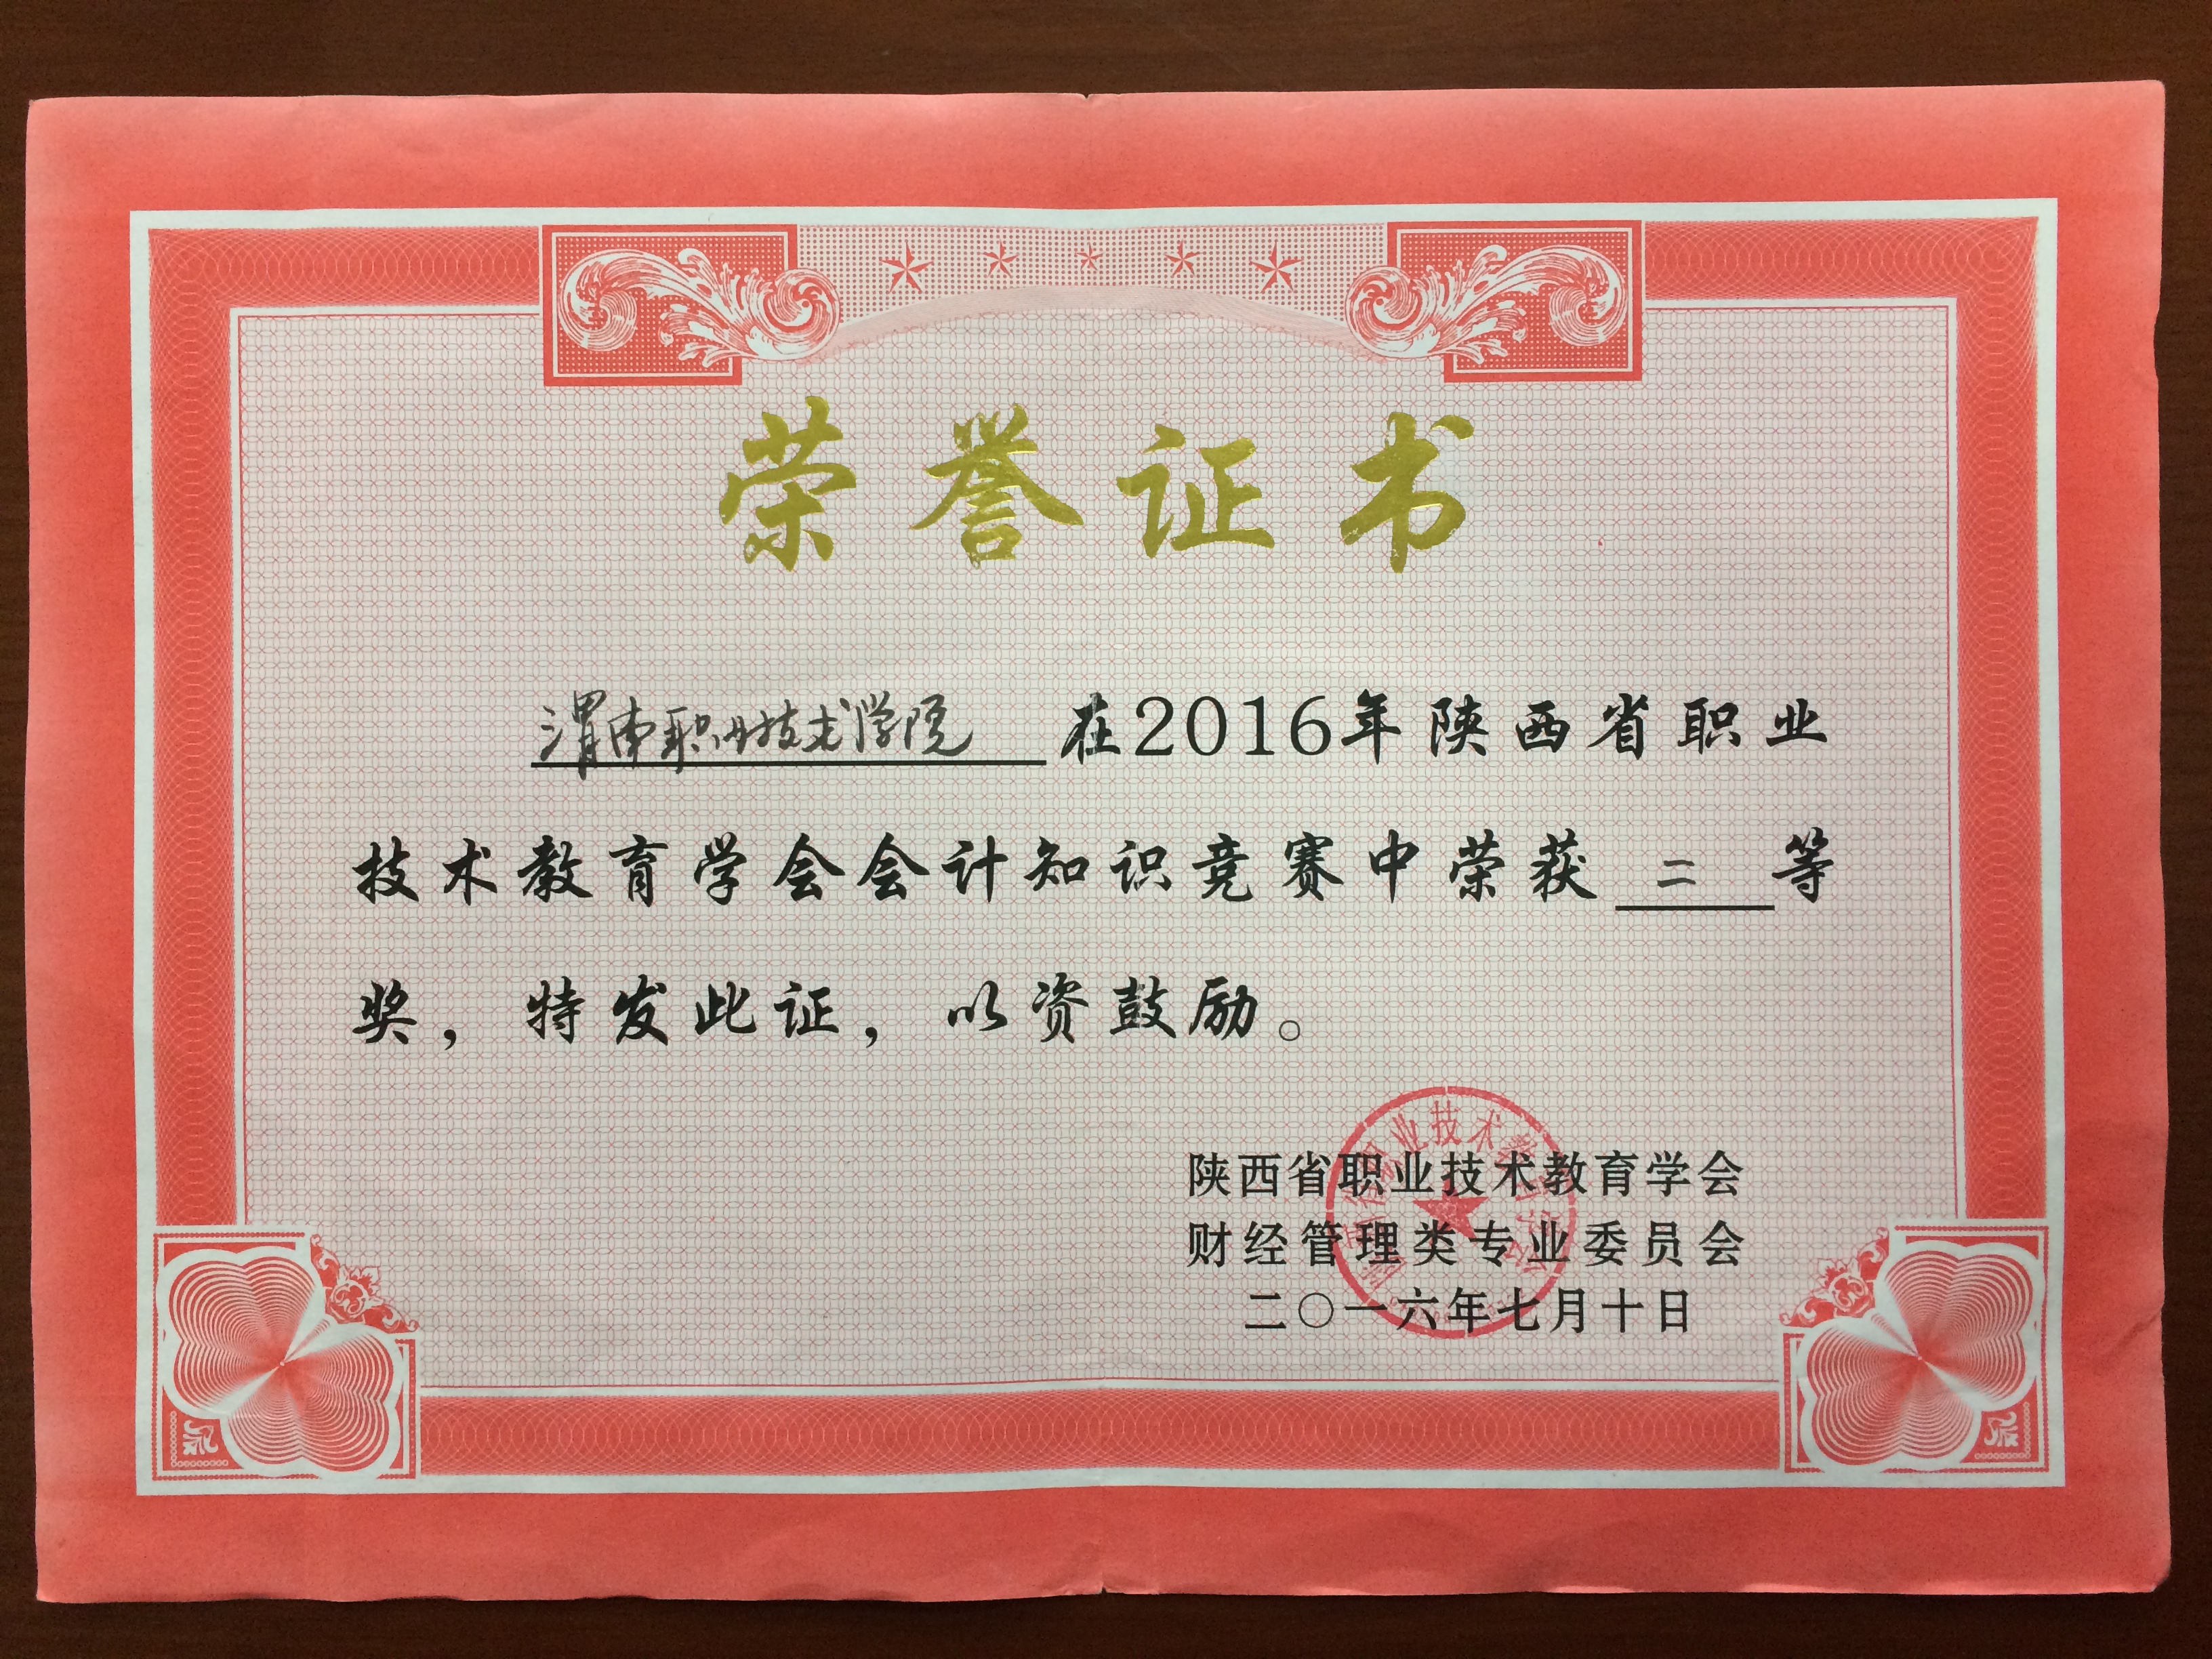 荣誉证书
渭南职业技术学院 在2016年陕西省职业
技术教育学会会计知识竞赛中荣获 二 等
奖，特发此证，以资鼓励。
陕西省职业技术教育学会
财经管理类专业委员会
二〇一六年七月十日